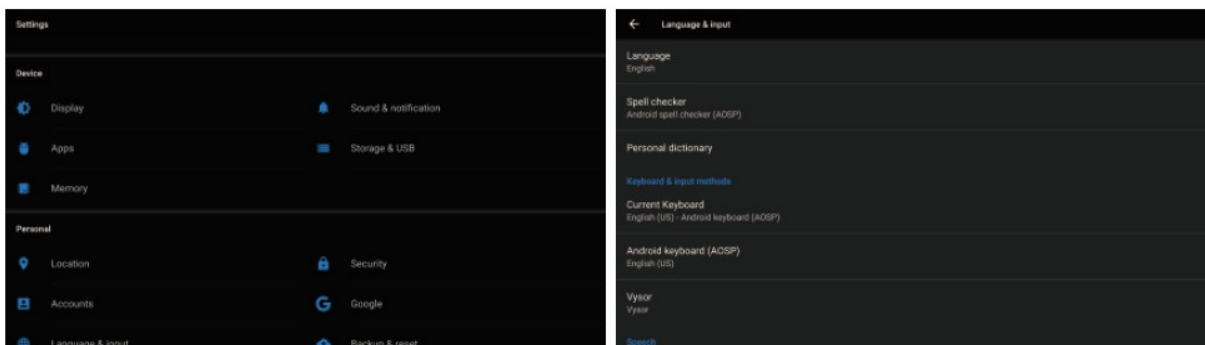 Settings
Device
Display
Sound & notification
Apps
Storage & USB
Memory
Personal
Location
Security
Accounts
Google
Language & input
Backup & reset
Language & input
Language
English
Spell checker
Android spell checker (AOSP)
Personal dictionary
Keyboard & input methods
Current Keyboard
English (US) - Android keyboard (AOSP)
Android keyboard (AOSP)
English (US)
Vysor
Vysor
Speech